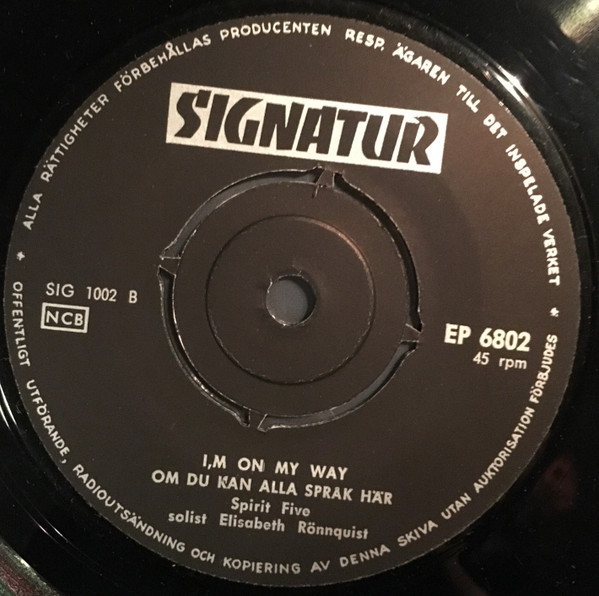 ALLA RÄTTIGHETER FÖRBEHÅLLAS PRODUCENTEN RESP. ÄGAREN TILL DET INSPELADE VERKET *
SIGNATUR
SIG 1002 B
NCB
EP 6802
45 rpm
I,M ON MY WAY
OM DU KAN ALLA SPRAK HÄR
Spirit Five
solist Elisabeth Rönnquist
* OFFENTLIGT UTFÖRANDE, RADIOUTSÄNDNING OCH KOPIERING AV DENNA SKIVA UTAN AUKTORISATION FÖRBJUDES